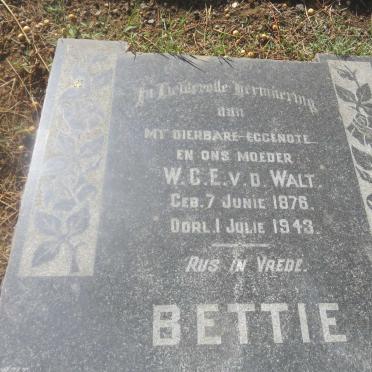 In Liefdevolle Herinnering
aan
MY DIERBARE EGGENOTE
EN ONS MOEDER
W.C.E. V.D. WALT.
GEB. 7 JUNIE 1876.
OORL. 1 JULIE 1943.
RUS IN VREDE.
BETTIE